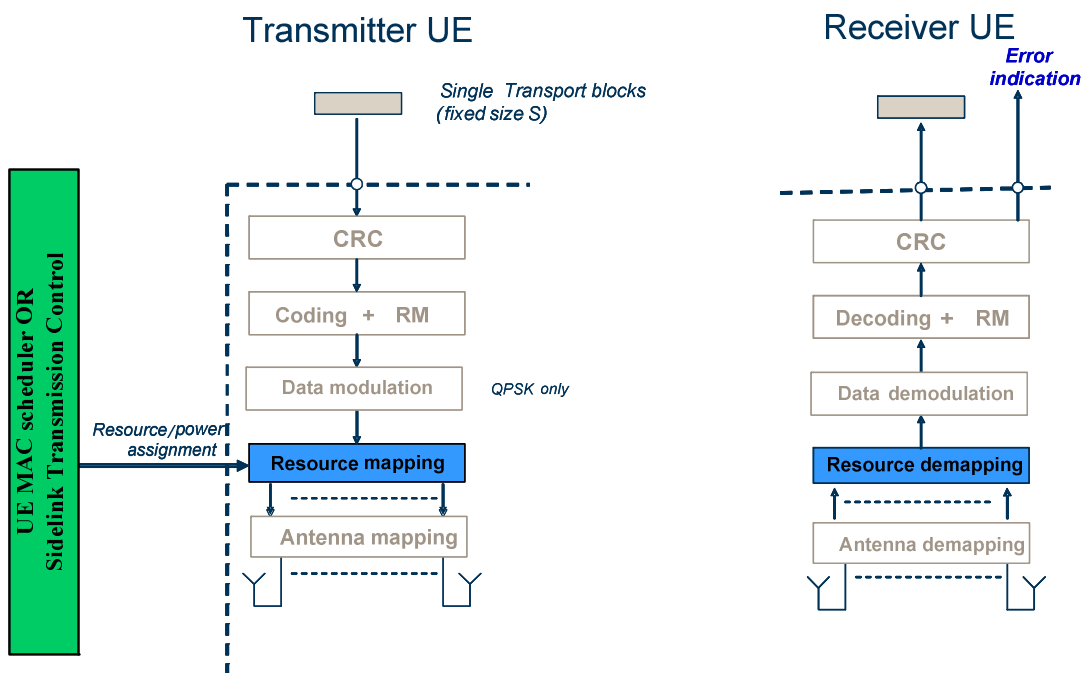 Transmitter UE
Receiver UE
Error
indication
Single Transport blocks
(fixed size S)
UE MAC scheduler OR
Sidelink Transmission Control
CRC
CRC
Coding + RM
Decoding + RM
Data modulation
QPSK only
Data demodulation
Resource/power
assignment
Resource mapping
Resource demapping
Antenna mapping
Antenna demapping